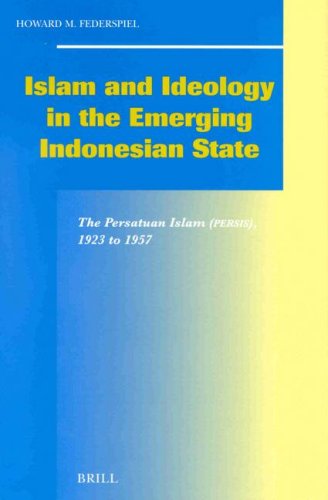 HOWARD M. FEDERSPIEL
Islam and Ideology
in the Emerging
Indonesian State
The Persatuan Islam (PERSIS),
1923 to 1957
BRILL